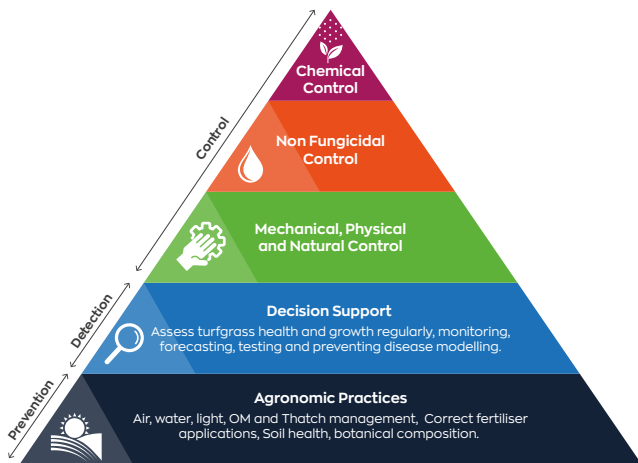 Chemical
Control
Non Fungicidal
Control
Control
Mechanical, Physical
and Natural Control
Detection
Decision Support
Assess turfgrass health and growth regularly, monitoring,
forecasting, testing and preventing disease modelling.
Prevention
Agronomic Practices
Air, water, light, OM and Thatch management, Correct fertiliser
applications, Soil health, botanical composition.